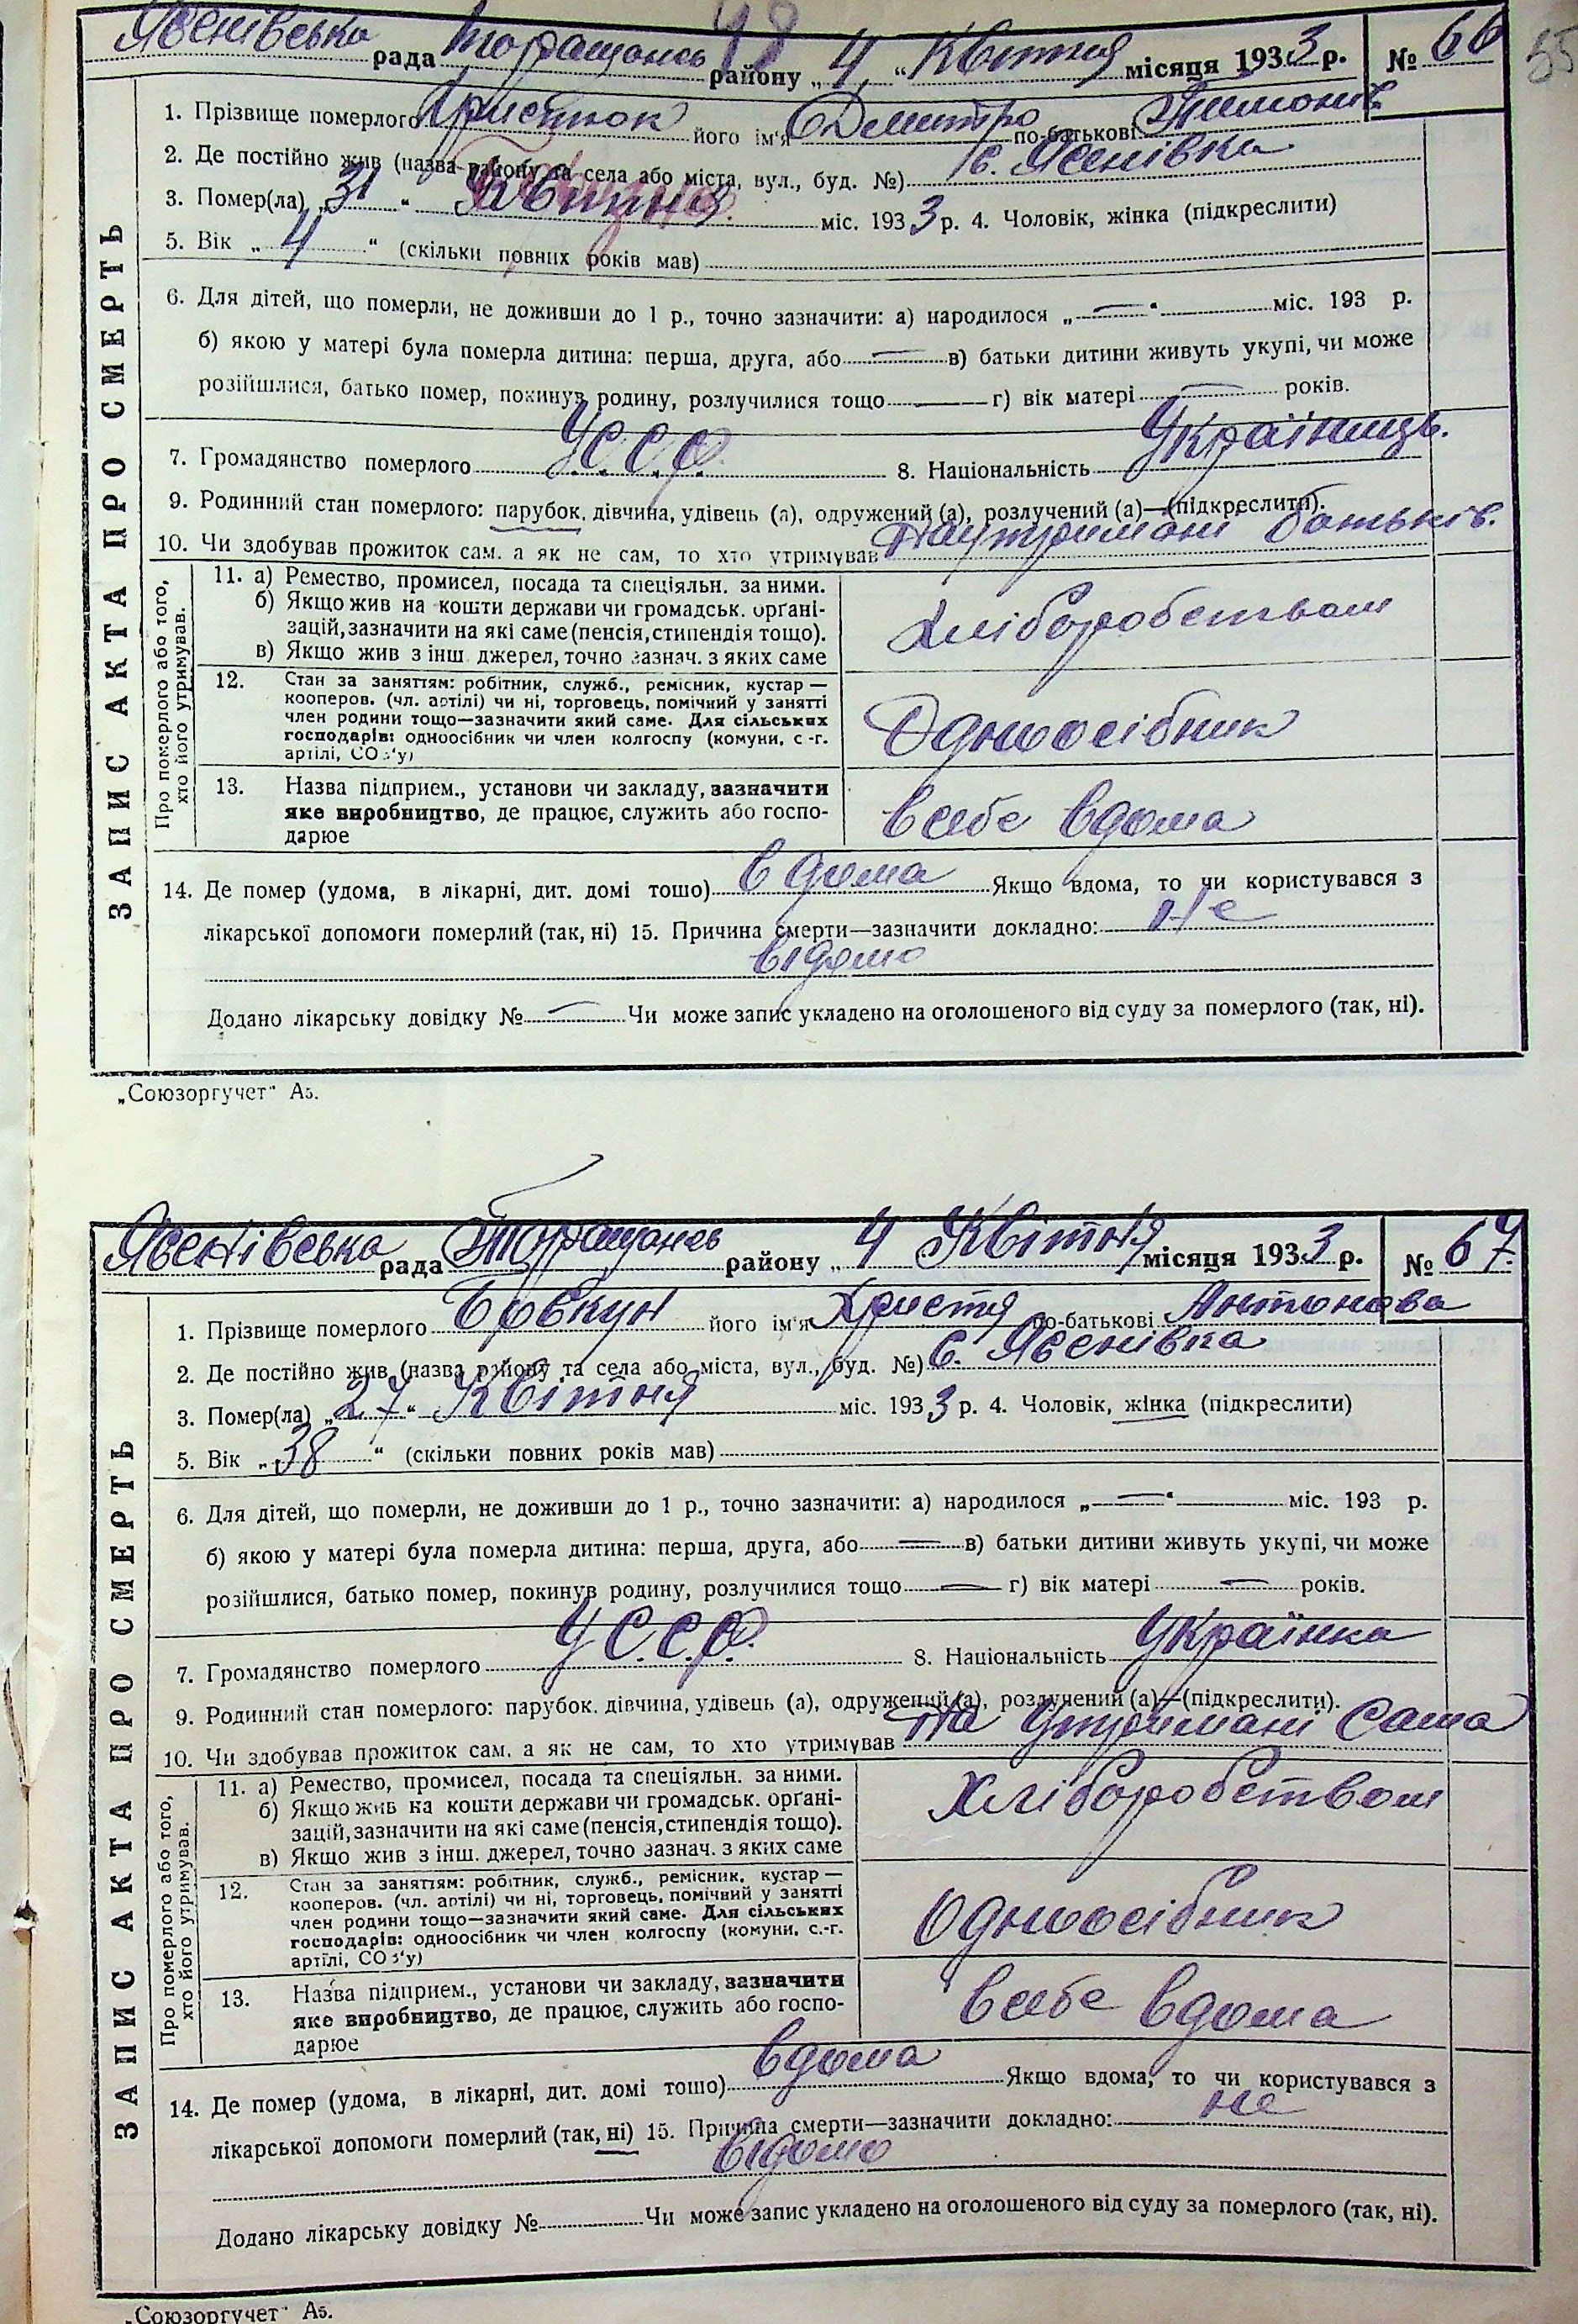 Ясенівська рада Таращансь району „ 4 “ Квітня місяця 1933 р. № 66
55
1. Прізвище померлого Христюк його ім'я Дмитро по-батькові
2. Де постійно жив (назва району та села або міста, вул., буд. №) с. Ясенівка
3. Помер(ла) „ 31 “ міс. 1933 р. 4. Чоловік, жінка (підкреслити)
5. Вік „ 4 “ (скільки повних років мав)
6. Для дітей, що померли, не доживши до 1 р., точно зазначити: а) народилося „ — “ міс. 193 р.
б) якою у матері була померла дитина: перша, друга, або — в) батьки дитини живуть укупі, чи може
розійшлися, батько помер, покинув родину, розлучилися тощо — г) вік матері — років.
7. Громадянство померлого У.С.С.Р. 8. Національність Українець.
9. Родинний стан померлого: парубок, дівчина, удівець (а), одружений (а), розлучений (а)—(підкреслити).
10. Чи здобував прожиток сам, а як не сам, то хто утримував На утримані батьків.
ЗАПИС АКТА ПРО СМЕРТЬ
Про померлого або того, хто його утримував.
11. а) Ремество, промисел, посада та спеціяльн. за ними.
б) Якщо жив на кошти держави чи громадськ. орґані-
зацій, зазначити на які саме (пенсія, стипендія тощо).
в) Якщо жив з інш. джерел, точно зазнач. з яких саме
Хліборобством
12. Стан за заняттям: робітник, служб., ремісник, кустар —
кооперов. (чл. артілі) чи ні, торговець, помічний у занятті
член родини тощо—зазначити який саме. Для сільських
господарів: одноосібник чи член колгоспу (комуни, с.-г.
артілі, СОЗ'у)
Одноосібник
13. Назва підприєм., установи чи закладу, зазначити
яке виробництво, де працює, служить або госпо-
дарює
всебе вдома
14. Де помер (удома, в лікарні, дит. домі тощо) вдома Якщо вдома, то чи користувався з
лікарської допомоги померлий (так, ні) 15. Причина смерти—зазначити докладно: Не
відомо
Додано лікарську довідку № — Чи може запис укладено на оголошеного від суду за померлого (так, ні).
„Союзоргучет“ А5.
Ясенівська рада Таращансь району „ 4 Квітня місяця 1933 р. № 67.
1. Прізвище померлого Бовкун його ім'я Христя по-батькові Антонова
2. Де постійно жив (назва району та села або міста, вул., буд. №) с. Ясенівка
3. Помер(ла) „ 27 “ Квітня міс. 1933 р. 4. Чоловік, жінка (підкреслити)
5. Вік „ 38 “ (скільки повних років мав)
6. Для дітей, що померли, не доживши до 1 р., точно зазначити: а) народилося „ — “ міс. 193 р.
б) якою у матері була померла дитина: перша, друга, або — в) батьки дитини живуть укупі, чи може
розійшлися, батько помер, покинув родину, розлучилися тощо — г) вік матері — років.
7. Громадянство померлого У.С.С.Р. 8. Національність Українка
9. Родинний стан померлого: парубок, дівчина, удівець (а), одружений (а), розлучений (а)—(підкреслити).
10. Чи здобував прожиток сам, а як не сам, то хто утримував На утримані сама
ЗАПИС АКТА ПРО СМЕРТЬ
Про померлого або того, хто його утримував.
11. а) Ремество, промисел, посада та спеціяльн. за ними.
б) Якщо жив на кошти держави чи громадськ. орґані-
зацій, зазначити на які саме (пенсія, стипендія тощо).
в) Якщо жив з інш. джерел, точно зазнач. з яких саме
Хліборобством
12. Стан за заняттям: робітник, служб., ремісник, кустар —
кооперов. (чл. артілі) чи ні, торговець, помічний у занятті
член родини тощо—зазначити який саме. Для сільських
господарів: одноосібник чи член колгоспу (комуни, с.-г.
артілі, СОЗ'у)
Одноосібник
13. Назва підприєм., установи чи закладу, зазначити
яке виробництво, де працює, служить або госпо-
дарює
всебе вдома
14. Де помер (удома, в лікарні, дит. домі тощо) вдома Якщо вдома, то чи користувався з
лікарської допомоги померлий (так, ні) 15. Причина смерти—зазначити докладно: не
відомо
Додано лікарську довідку № Чи може запис укладено на оголошеного від суду за померлого (так, ні).
„Союзоргучет“ А5.